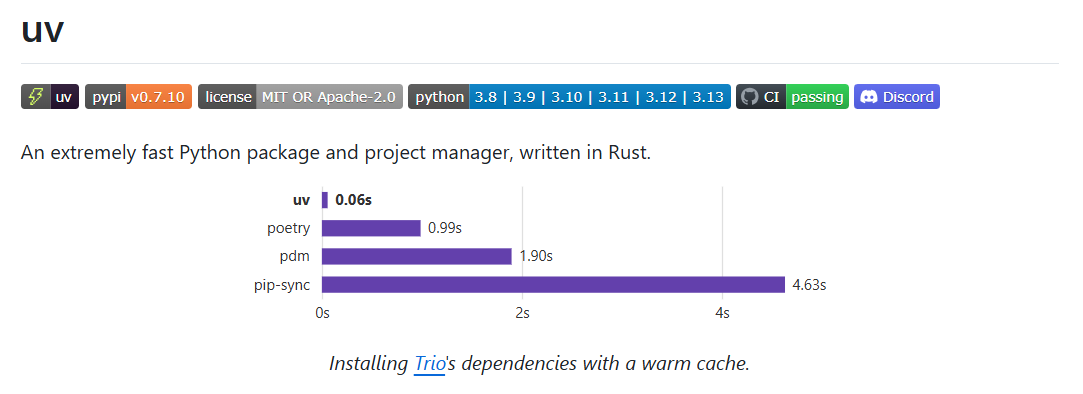 uv
uv pypi v0.7.10 license MIT OR Apache-2.0 python 3.8 | 3.9 | 3.10 | 3.11 | 3.12 | 3.13 CI passing Discord
An extremely fast Python package and project manager, written in Rust.
uv 0.06s
poetry 0.99s
pdm 1.90s
pip-sync 4.63s
0s 2s 4s
Installing Trio's dependencies with a warm cache.